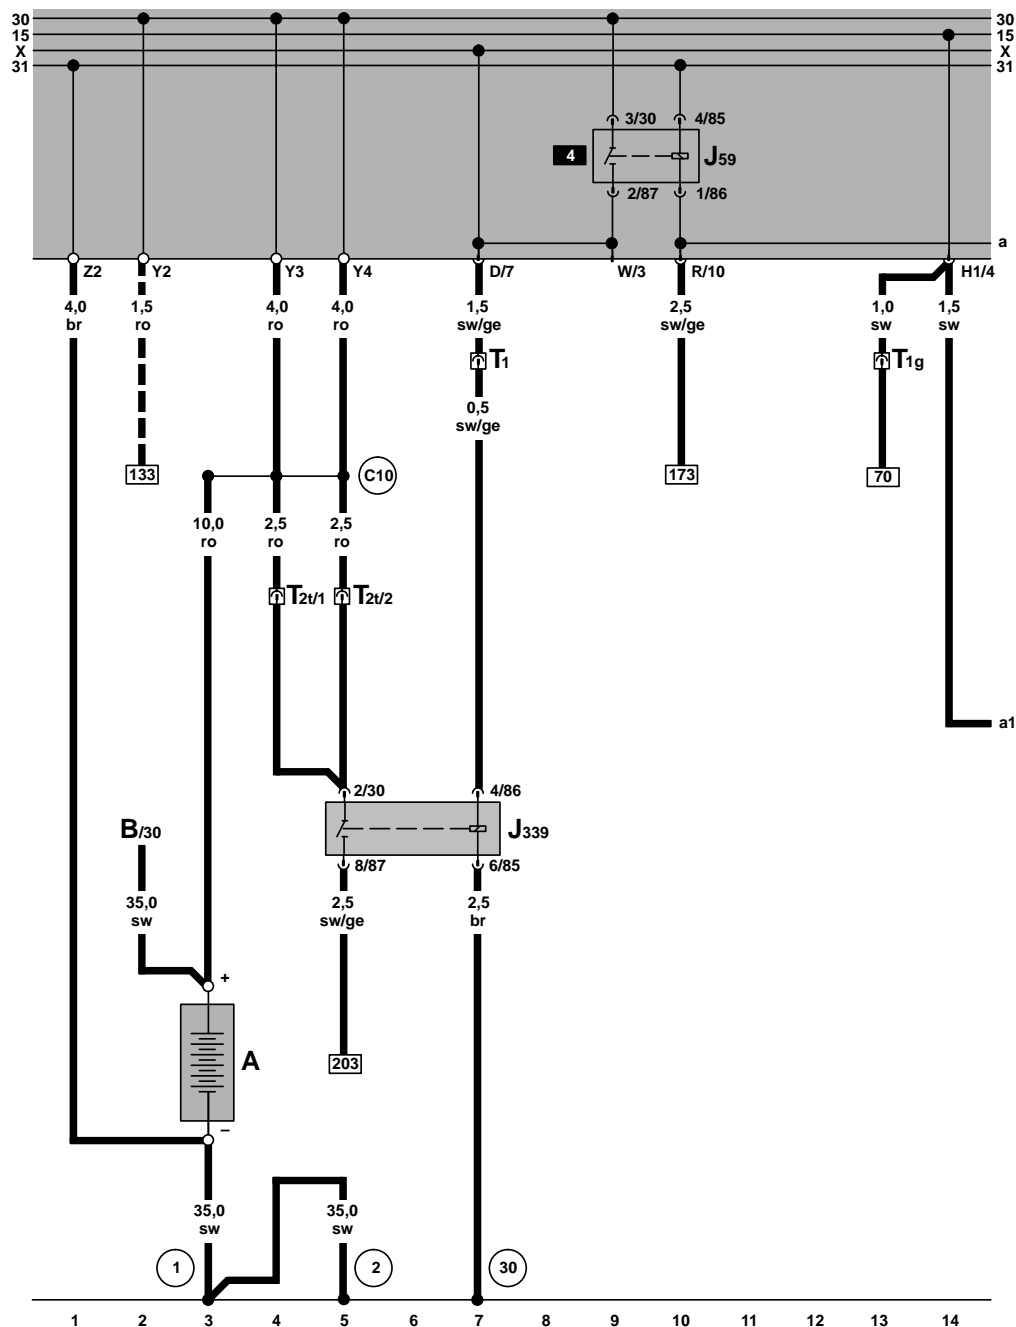 30 30
15 15
X X
31 31
3/30 4/85
4 J59
2/87 1/86
a
Z2 Y2 Y3 Y4 D/7 W/3 R/10 H1/4
4,0 1,5 4,0 4,0 1,5 2,5 1,0 1,5
br ro ro ro sw/ge sw/ge sw sw
T1 T1g
0,5
sw/ge
133 C10 173 70
10,0 2,5 2,5
ro ro ro
T2t/1 T2t/2
a1
2/30 4/86
B/30 J339
8/87 6/85
35,0 2,5 2,5
sw sw/ge br
+
A 203
–
35,0 35,0
sw sw
1 2 30
1 2 3 4 5 6 7 8 9 10 11 12 13 14